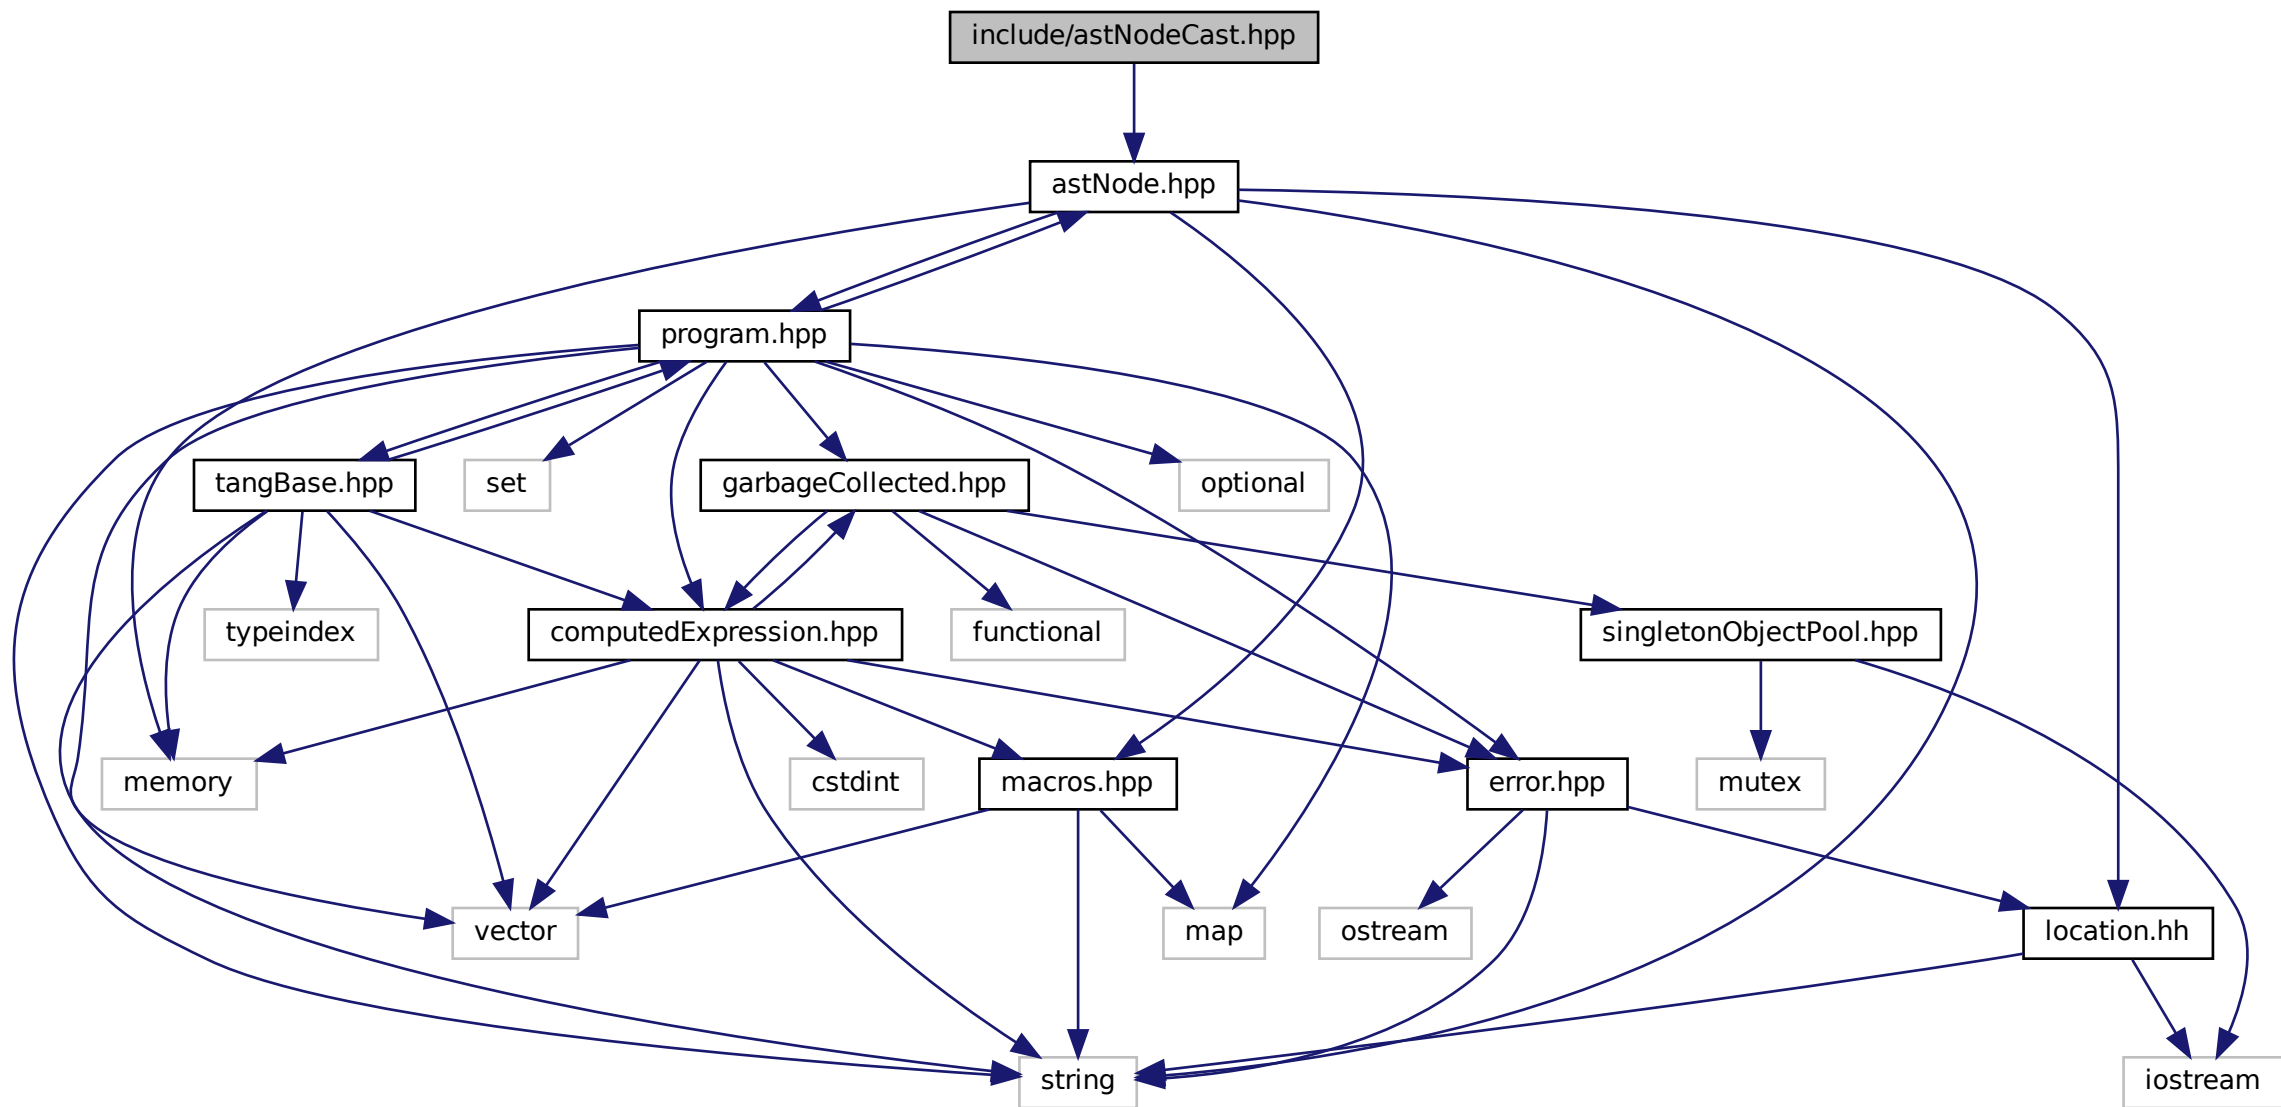 include/astNodeCast.hpp
astNode.hpp
program.hpp
tangBase.hpp
set
garbageCollected.hpp
optional
typeindex
computedExpression.hpp
functional
singletonObjectPool.hpp
memory
cstdint
macros.hpp
error.hpp
mutex
vector
map
ostream
location.hh
string
iostream